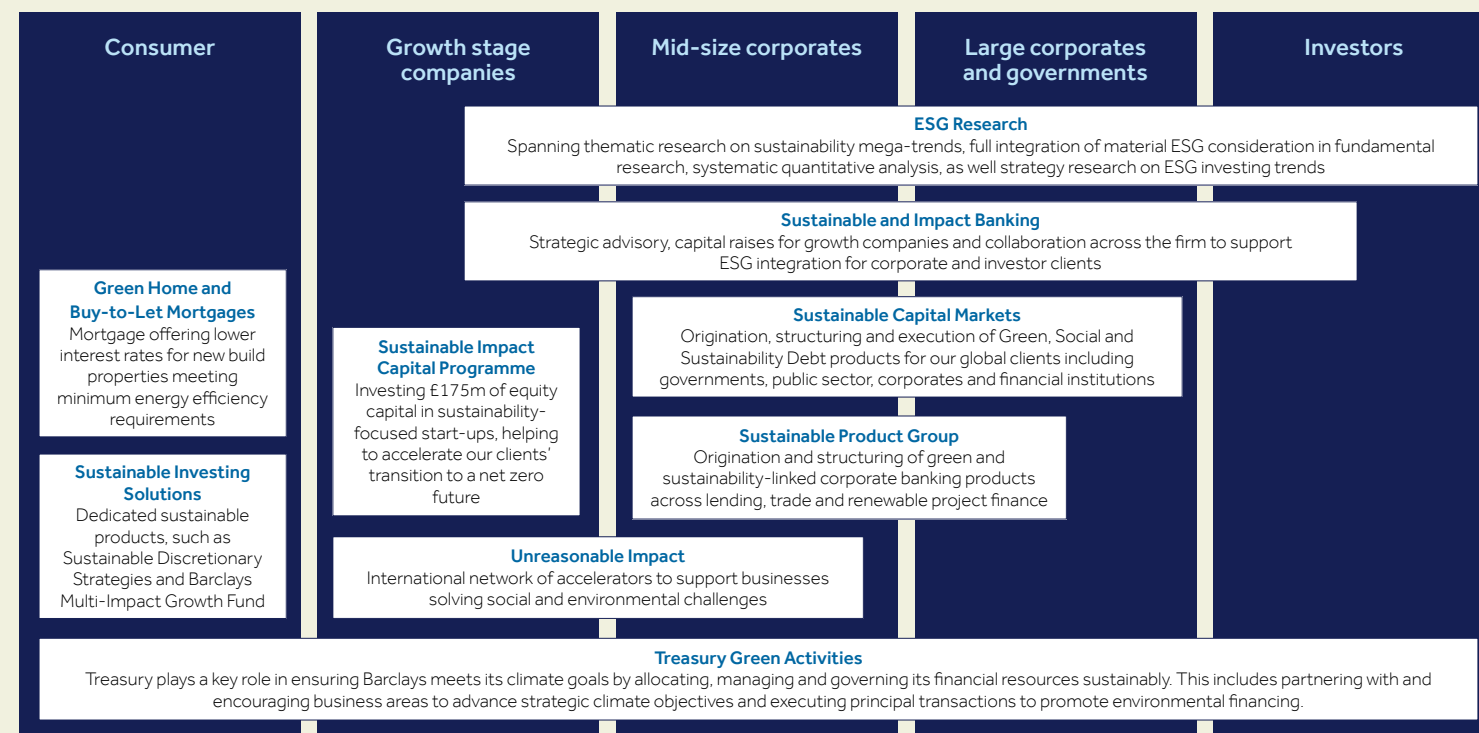 Consumer
Growth stage
companies
Mid-size corporates
Large corporates
and governments
Investors
ESG Research
Spanning thematic research on sustainability mega-trends, full integration of material ESG consideration in fundamental
research, systematic quantitative analysis, as well strategy research on ESG investing trends
Sustainable and Impact Banking
Strategic advisory, capital raises for growth companies and collaboration across the firm to support
ESG integration for corporate and investor clients
Green Home and
Buy-to-Let Mortgages
Mortgage offering lower
interest rates for new build
properties meeting
minimum energy efficiency
requirements
Sustainable Investing
Solutions
Dedicated sustainable
products, such as
Sustainable Discretionary
Strategies and Barclays
Multi-Impact Growth Fund
Sustainable Impact
Capital Programme
Investing £175m of equity
capital in sustainability-
focused start-ups, helping
to accelerate our clients’
transition to a net zero
future
Sustainable Capital Markets
Origination, structuring and execution of Green, Social and
Sustainability Debt products for our global clients including
governments, public sector, corporates and financial institutions
Sustainable Product Group
Origination and structuring of green and
sustainability-linked corporate banking products
across lending, trade and renewable project finance
Unreasonable Impact
International network of accelerators to support businesses
solving social and environmental challenges
Treasury Green Activities
Treasury plays a key role in ensuring Barclays meets its climate goals by allocating, managing and governing its financial resources sustainably. This includes partnering with and
encouraging business areas to advance strategic climate objectives and executing principal transactions to promote environmental financing.